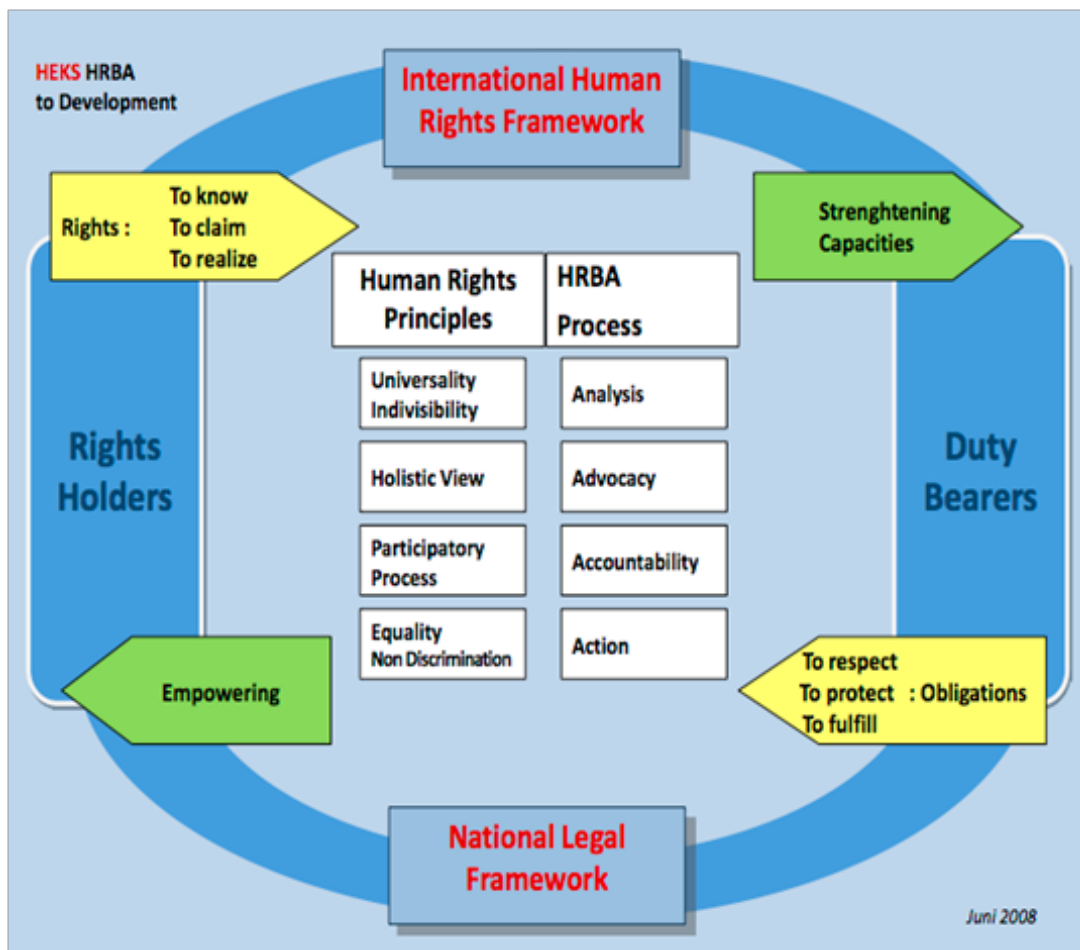 HEKS HRBA
to Development
International Human
Rights Framework
To know
Rights : To claim
To realize
Strenghtening
Capacities
Human Rights
Principles
HRBA
Process
Universality
Indivisibility
Analysis
Rights
Holders
Holistic View
Advocacy
Duty
Bearers
Participatory
Process
Accountability
Equality
Non Discrimination
Action
Empowering
To respect
To protect : Obligations
To fulfill
National Legal
Framework
Juni 2008